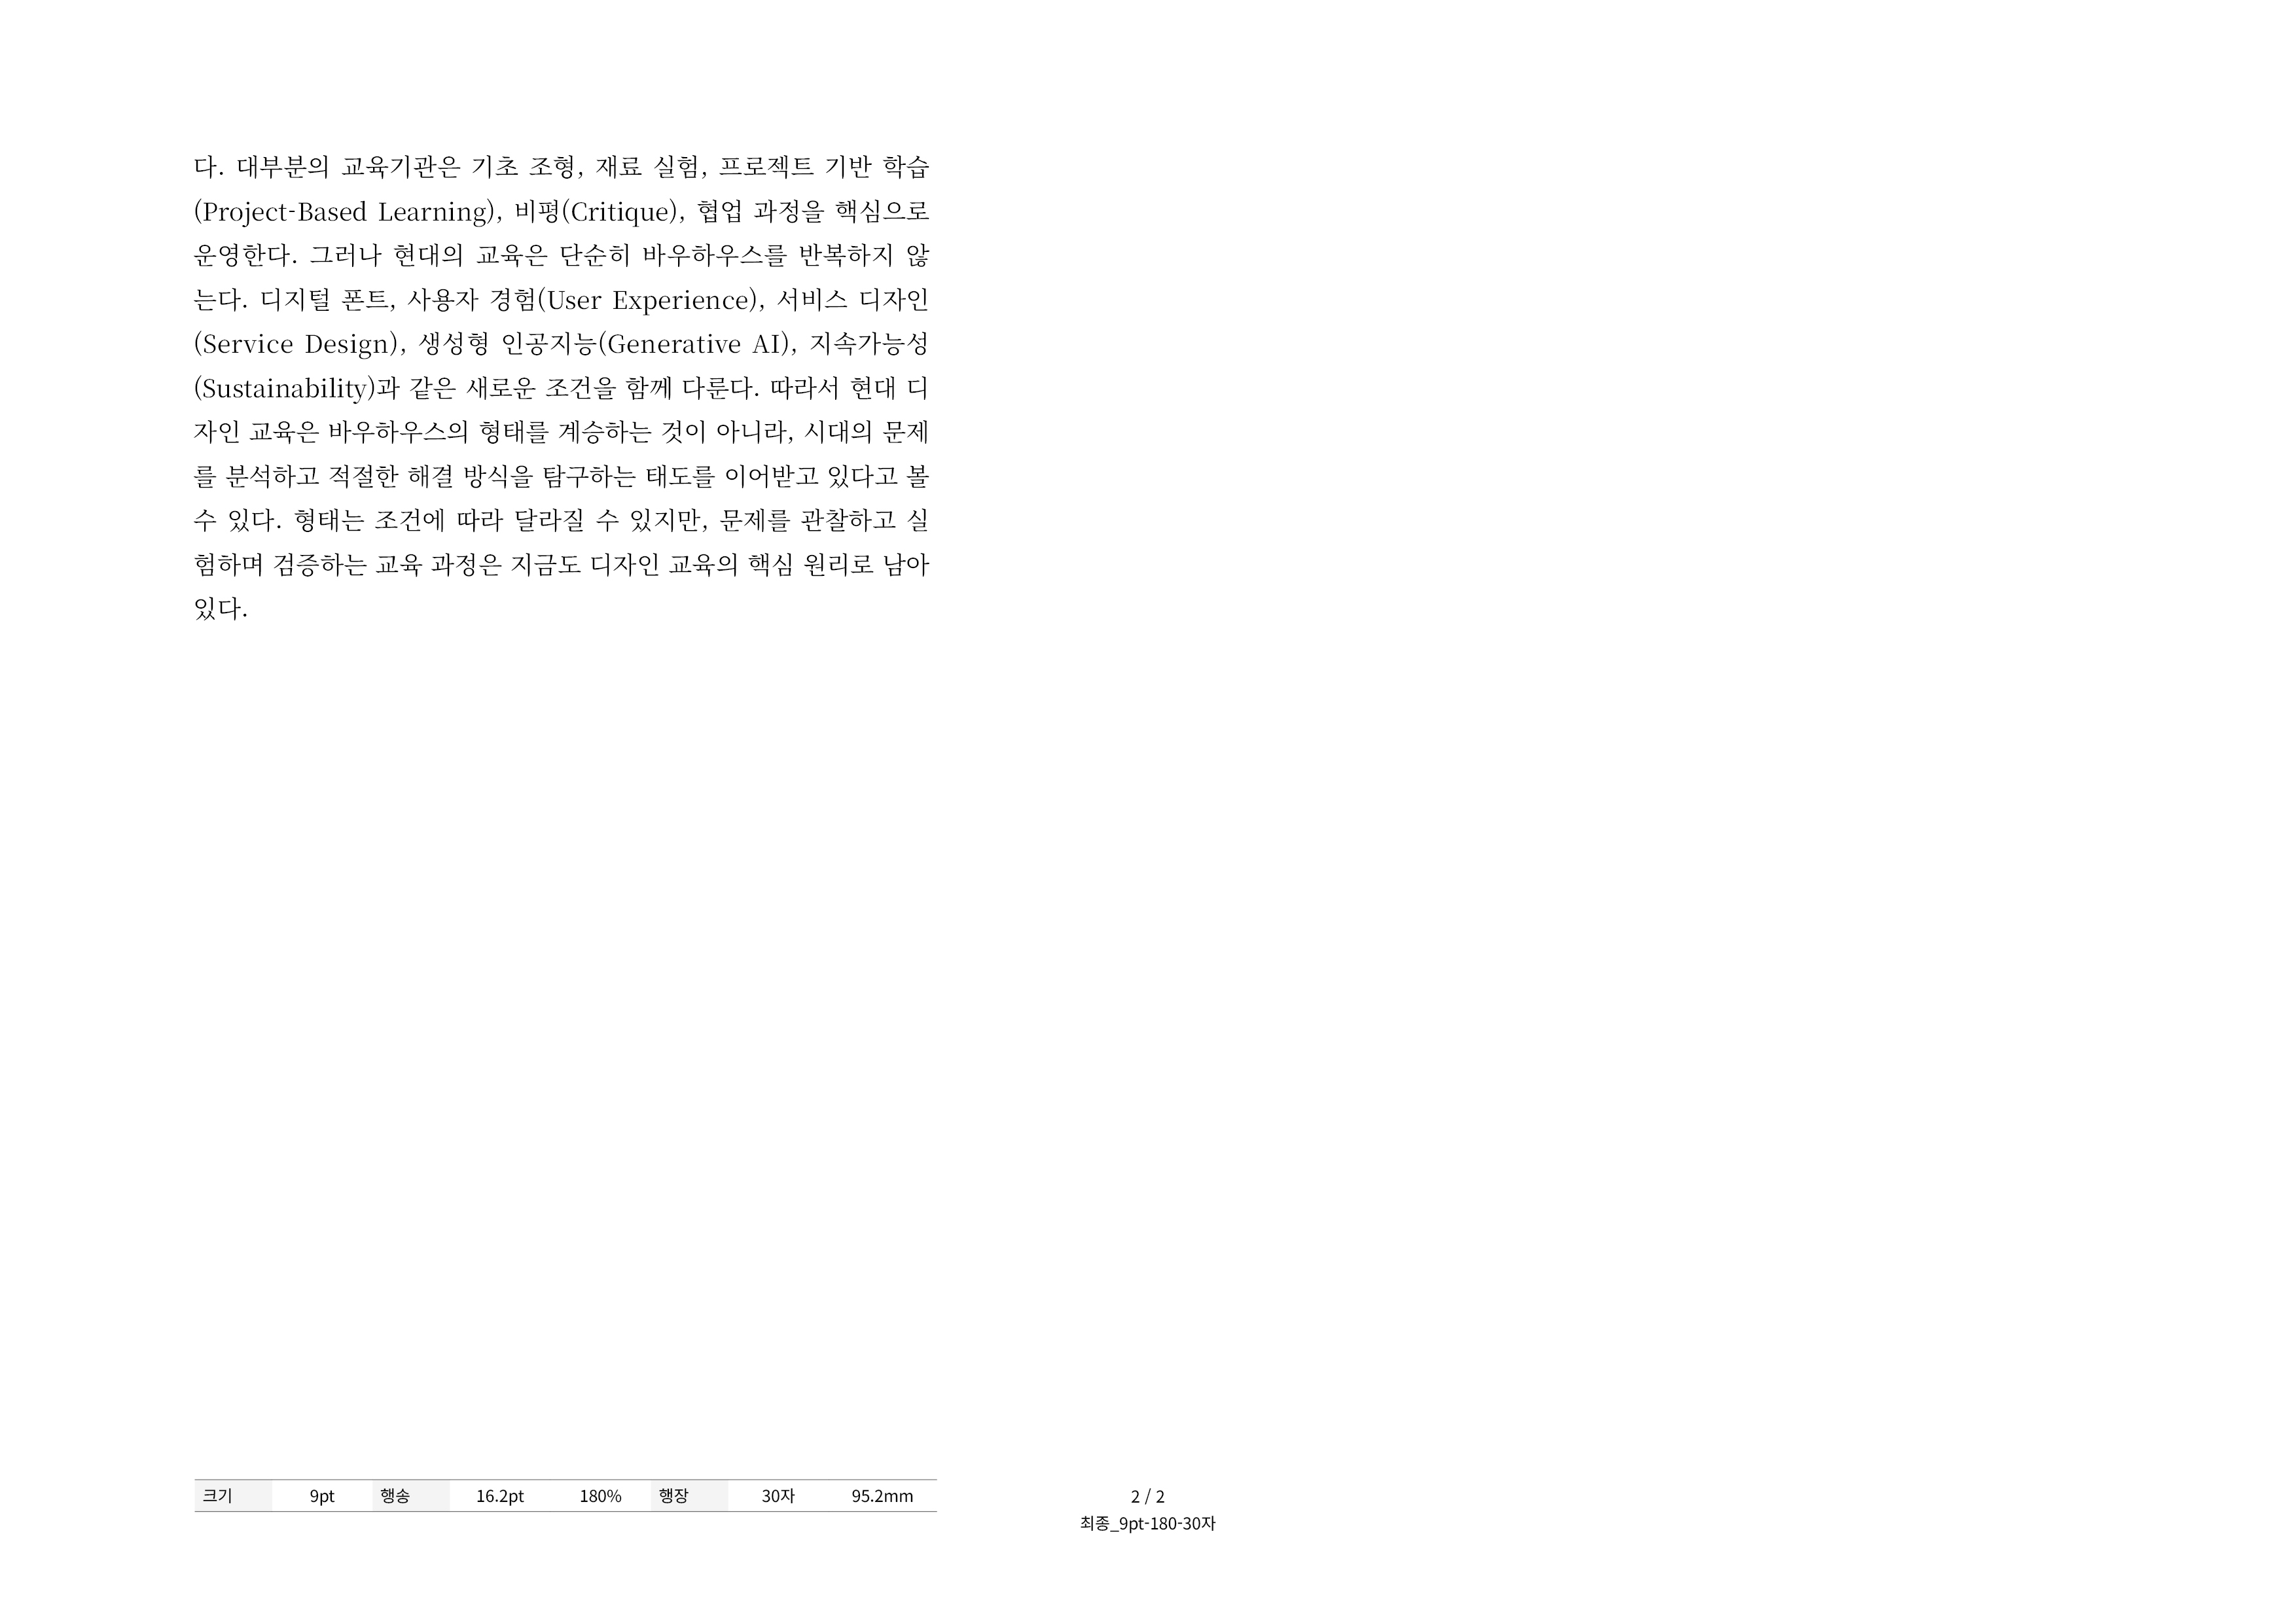 다. 대부분의 교육기관은 기초 조형, 재료 실험, 프로젝트 기반 학습
(Project-Based Learning), 비평(Critique), 협업 과정을 핵심으로
운영한다. 그러나 현대의 교육은 단순히 바우하우스를 반복하지 않
는다. 디지털 폰트, 사용자 경험(User Experience), 서비스 디자인
(Service Design), 생성형 인공지능(Generative AI), 지속가능성
(Sustainability)과 같은 새로운 조건을 함께 다룬다. 따라서 현대 디
자인 교육은 바우하우스의 형태를 계승하는 것이 아니라, 시대의 문제
를 분석하고 적절한 해결 방식을 탐구하는 태도를 이어받고 있다고 볼
수 있다. 형태는 조건에 따라 달라질 수 있지만, 문제를 관찰하고 실
험하며 검증하는 교육 과정은 지금도 디자인 교육의 핵심 원리로 남아
있다.
크기 9pt 행송 16.2pt 180% 행장 30자 95.2mm
2 / 2
최종_9pt-180-30자